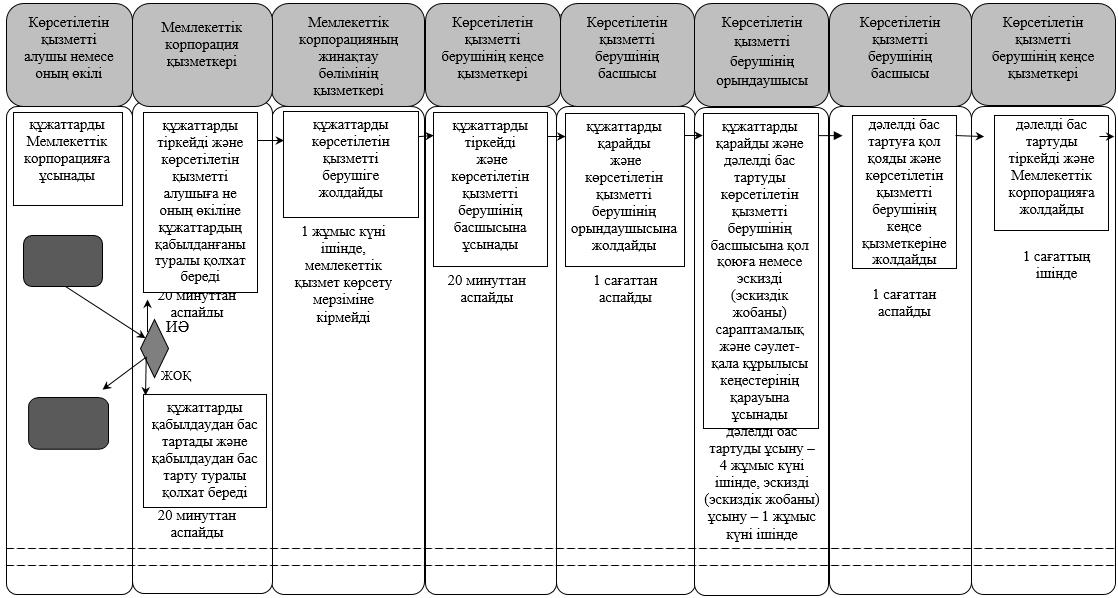 Көрсетілетін
қызметті
алушы немесе
оның өкілі
Мемлекеттік
корпорация
қызметкері
Мемлекеттік
корпорацияның
жинақтау
бөлімінің
қызметкері
Көрсетілетін
қызметті
берушінің кеңсе
қызметкері
Көрсетілетін
қызметті
берушінің
басшысы
Көрсетілетін
қызметті
берушінің
орындаушысы
Көрсетілетін
қызметті
берушінің
басшысы
Көрсетілетін
қызметті
берушінің кеңсе
қызметкері
құжаттарды
Мемлекеттік
корпорацияға
ұсынады
құжаттарды
тіркейді және
көрсетілетін
қызметті
алушыға не
оның өкіліне
құжаттардың
қабылданғаны
туралы қолхат
береді
20 минуттан
аспайды
ИӘ
ЖОҚ
құжаттарды
қабылдаудан бас
тартады және
қабылдаудан бас
тарту туралы
қолхат береді
20 минуттан
аспайды
құжаттарды
көрсетілетін
қызметті
берушіге
жолдайды
1 жұмыс күні
ішінде,
мемлекеттік
қызмет көрсету
мерзіміне
кірмейді
құжаттарды
тіркейді
және
көрсетілетін
қызметті
берушінің
басшысына
ұсынады
20 минуттан
аспайды
құжаттарды
қарайды
және
көрсетілетін
қызметті
берушінің
орындаушысына
жолдайды
1 сағаттан
аспайды
құжаттарды
қарайды және
дәлелді бас
тартуды
көрсетілетін
қызметті
берушінің
басшысына қол
қоюға немесе
эскизді
(эскиздік
жобаны)
сараптамалық
және сәулет-
қала құрылысы
кеңестерінің
қарауына
ұсынады
дәлелді бас
тартуды ұсыну –
4 жұмыс күні
ішінде, эскизді
(эскиздік жобаны)
ұсыну – 1 жұмыс
күні ішінде
дәлелді бас
тартуға қол
қояды және
көрсетілетін
қызметті
берушінің
кеңсе
қызметкеріне
жолдайды
1 сағаттан
аспайды
дәлелді бас
тартуды
тіркейді және
Мемлекеттік
корпорацияға
жолдайды
1 сағаттың
ішінде